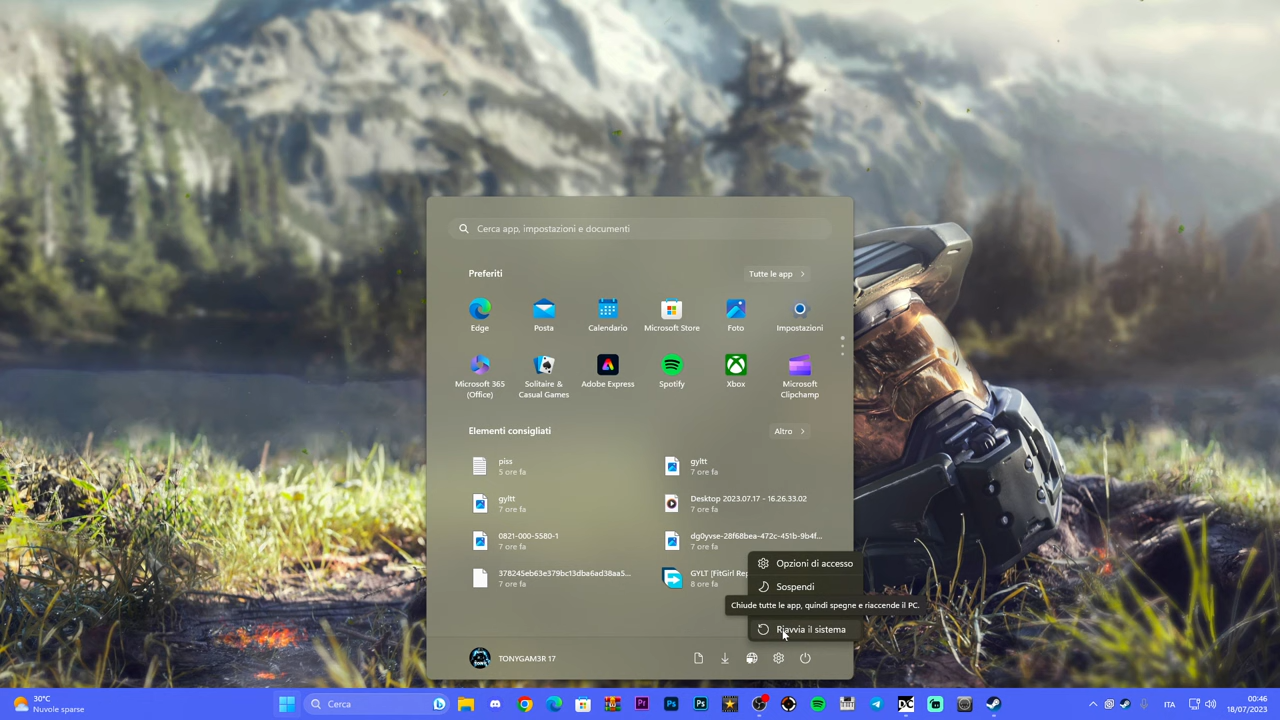 Cerca app, impostazioni e documenti
Preferiti
Tutte le app
Edge
Posta
Calendario
Microsoft Store
Foto
Impostazioni
Microsoft 365
(Office)
Solitaire &
Casual Games
Adobe Express
Spotify
Xbox
Microsoft
Clipchamp
Elementi consigliati
Altro
piss
5 ore fa
gyltt
7 ore fa
gyltt
7 ore fa
Desktop 2023.07.17 - 16.26.33.02
7 ore fa
0821-000-5580-1
7 ore fa
dg0yvse-28f68bea-472c-451b-9b4f...
7 ore fa
378245eb63e379bc13dba6ad38aa5...
7 ore fa
GYLT [FitGirl Rep
8 ore fa
Opzioni di accesso
Sospendi
Chiude tutte le app, quindi spegne e riaccende il PC.
Riavvia il sistema
TONYGAM3R 17
30°C
Nuvole sparse
Cerca
ITA
00:46
18/07/2023